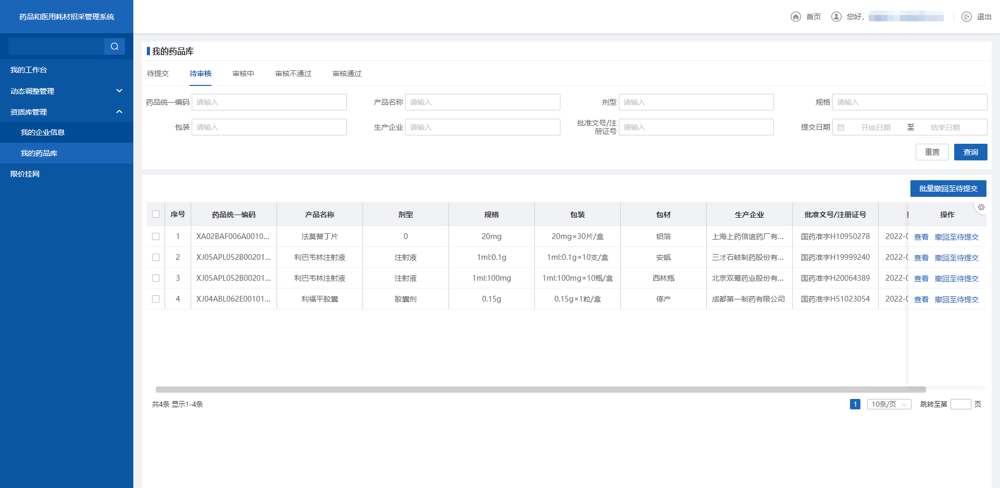 药品和医用耗材招采管理系统
首页 您好, 退出
我的工作台
动态调整管理
资质库管理
我的企业信息
我的药品库
限价挂网
我的药品库
待提交 待审核 审核中 审核不通过 审核通过
药品统一编码 请输入 产品名称 请输入 剂型 请输入 规格 请输入
包装 请输入 生产企业 请输入 批准文号/注册证号 请输入 提交日期 开始日期 至 结束日期
重置 查询
批量撤回至待提交
序号 药品统一编码 产品名称 剂型 规格 包装 包材 生产企业 批准文号/注册证号 操作
1 XA02BAF006A0010... 法莫替丁片 0 20mg 20mg×30片/盒 铝箔 上海上药信谊药厂有... 国药准字H10950278 2022-0 查看 撤回至待提交
2 XJ05APL052B00201... 利巴韦林注射液 注射液 1ml:0.1g 1ml:0.1g×10支/盒 安瓿 三才石岐制药股份有... 国药准字H19999240 2022-0 查看 撤回至待提交
3 XJ05APL052B00201... 利巴韦林注射液 注射液 1ml:100mg 1ml:100mg×10瓶/盒 西林瓶 北京双鹭药业股份有... 国药准字H20064389 2022-0 查看 撤回至待提交
4 XJ04ABL062E00101... 利福平胶囊 胶囊剂 0.15g 0.15g×1粒/盒 停产 成都第一制药有限公司 国药准字H51023054 2022-0 查看 撤回至待提交
共4条 显示1-4条 1 10条/页 跳转至第 页